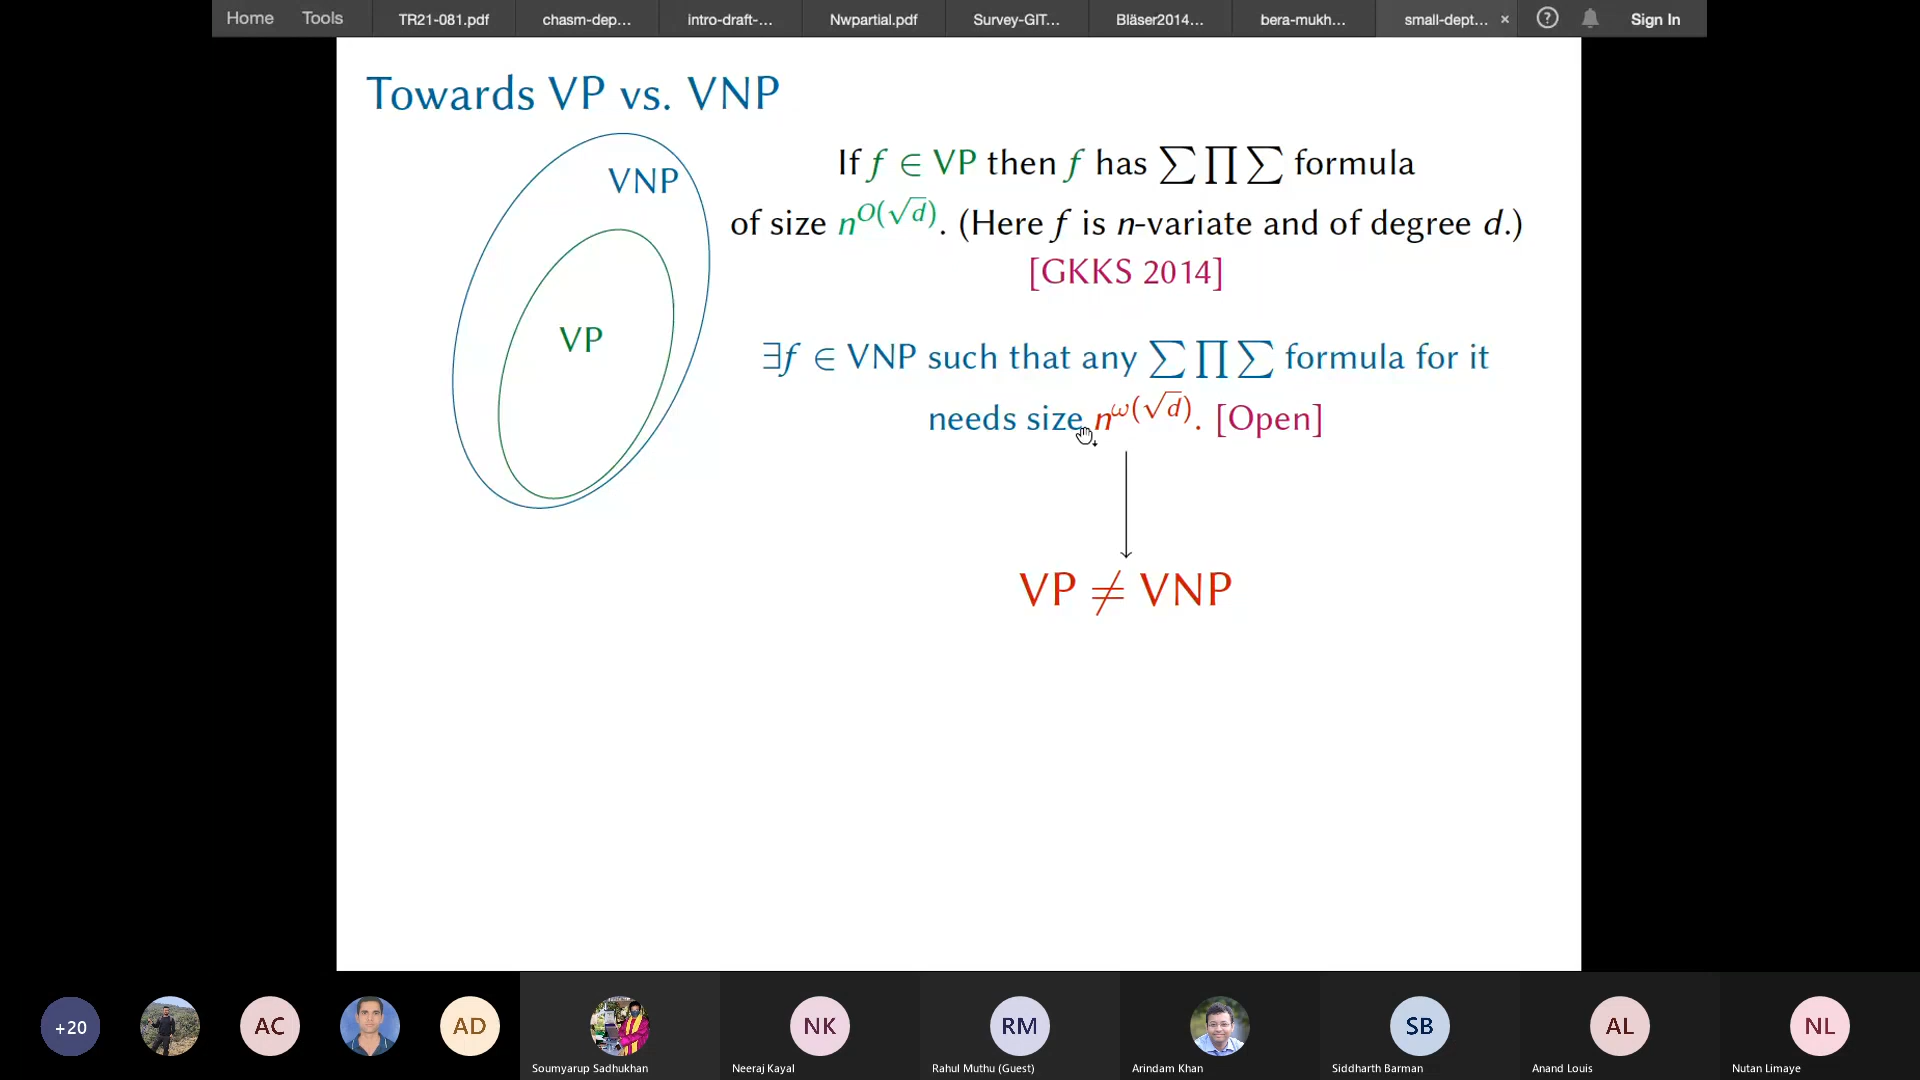 Home Tools TR21-081.pdf chasm-dep... intro-draft-... Nwpartial.pdf Survey-GIT... Bläser2014... bera-mukh... small-dept... × ? Sign In
Towards VP vs. VNP
VNP
VP
If f ∈ VP then f has ∑∏∑ formula
of size n^{O(√d)}. (Here f is n-variate and of degree d.)
[GKKS 2014]
∃f ∈ VNP such that any ∑∏∑ formula for it
needs size n^{ω(√d)}. [Open]
VP ≠ VNP
+20 AC AD NK RM SB AL NL
Soumyarup Sadhukhan Neeraj Kayal Rahul Muthu (Guest) Arindam Khan Siddharth Barman Anand Louis Nutan Limaye